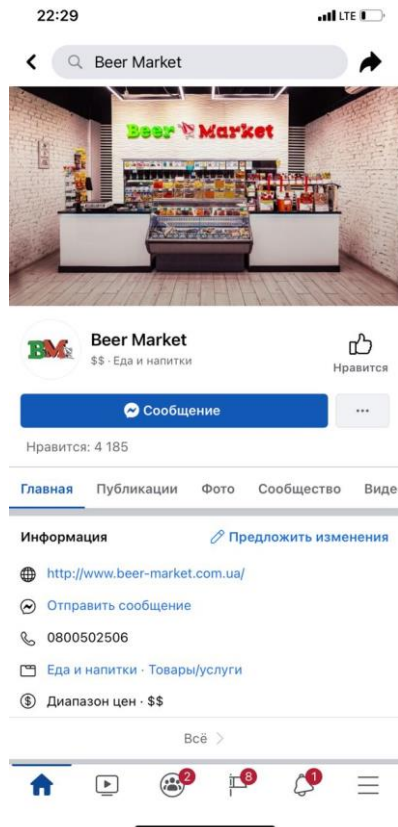 22:29
LTE
Beer Market
Beer Market
BM
Beer Market
$$ · Еда и напитки
Нравится
Сообщение
Нравится: 4 185
Главная Публикации Фото Сообщество Виде
Информация
Предложить изменения
http://www.beer-market.com.ua/
Отправить сообщение
0800502506
Еда и напитки · Товары/услуги
Диапазон цен · $$
Всё
2 8 1